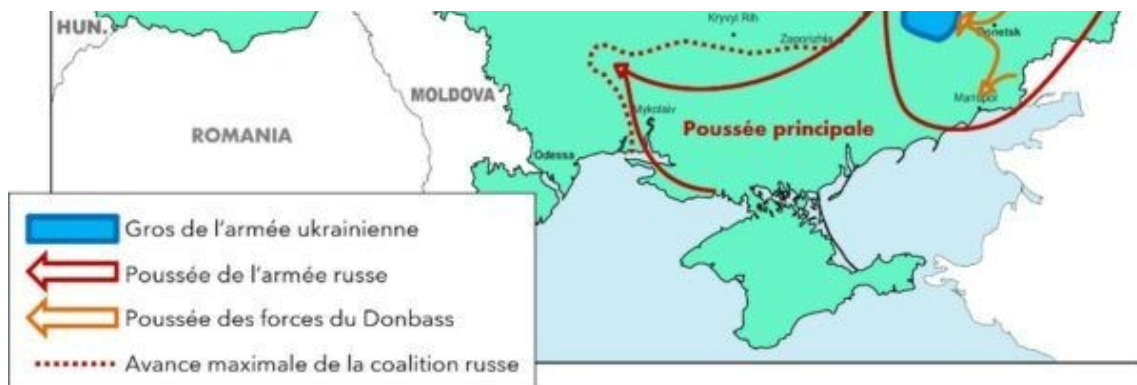 HUN.
Kryvyi Rih
Zaporizhia
Donetsk
MOLDOVA
Mariupol
Mykolaiv
ROMANIA
Poussée principale
Odessa
Gros de l'armée ukrainienne
Poussée de l'armée russe
Poussée des forces du Donbass
Avance maximale de la coalition russe